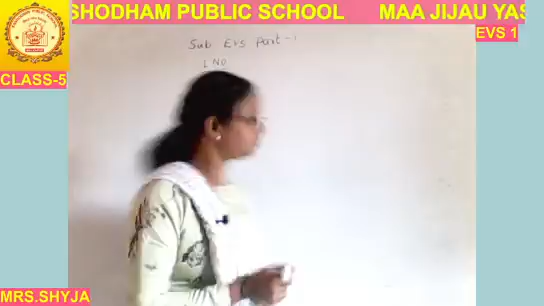 SHODHAM PUBLIC SCHOOL MAA JIJAU YAS
EVS 1
CLASS-5
Sub Evs Part-1
L NO
MRS.SHYJA